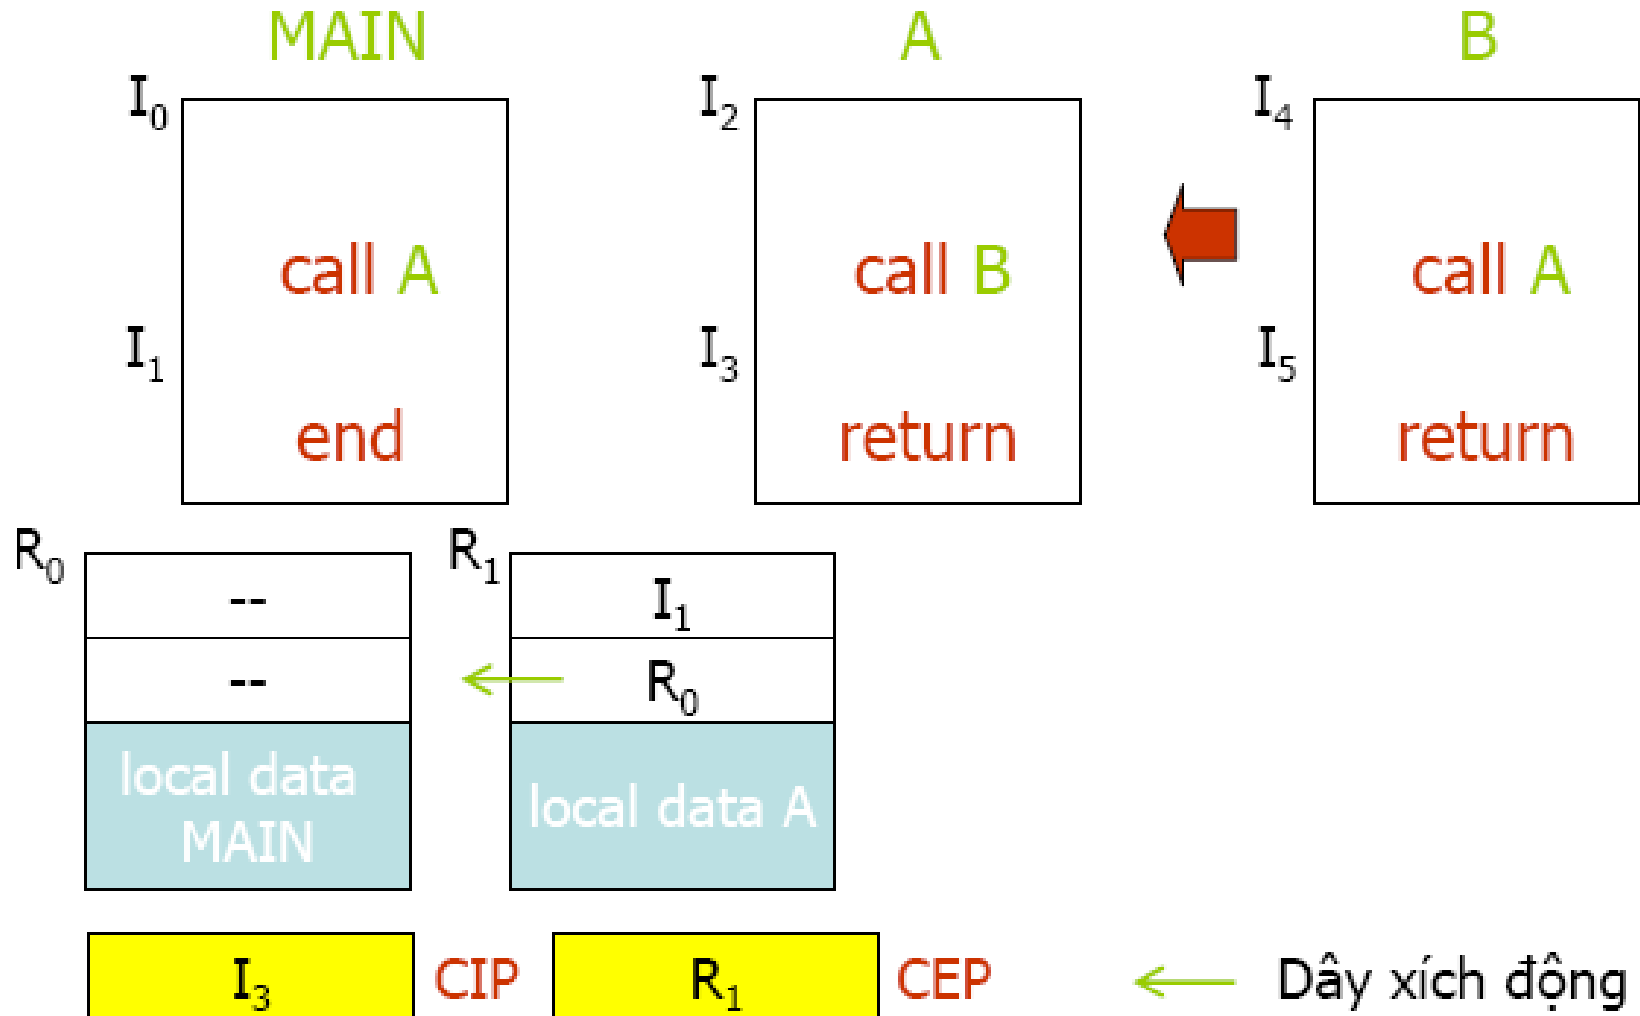 MAIN
A
B
I₀
I₂
I₄
call A
call B
call A
I₁
I₃
I₅
end
return
return
R₀
R₁
--
I₁
--
R₀
local data
MAIN
local data A
I₃
CIP
R₁
CEP
Dây xích động